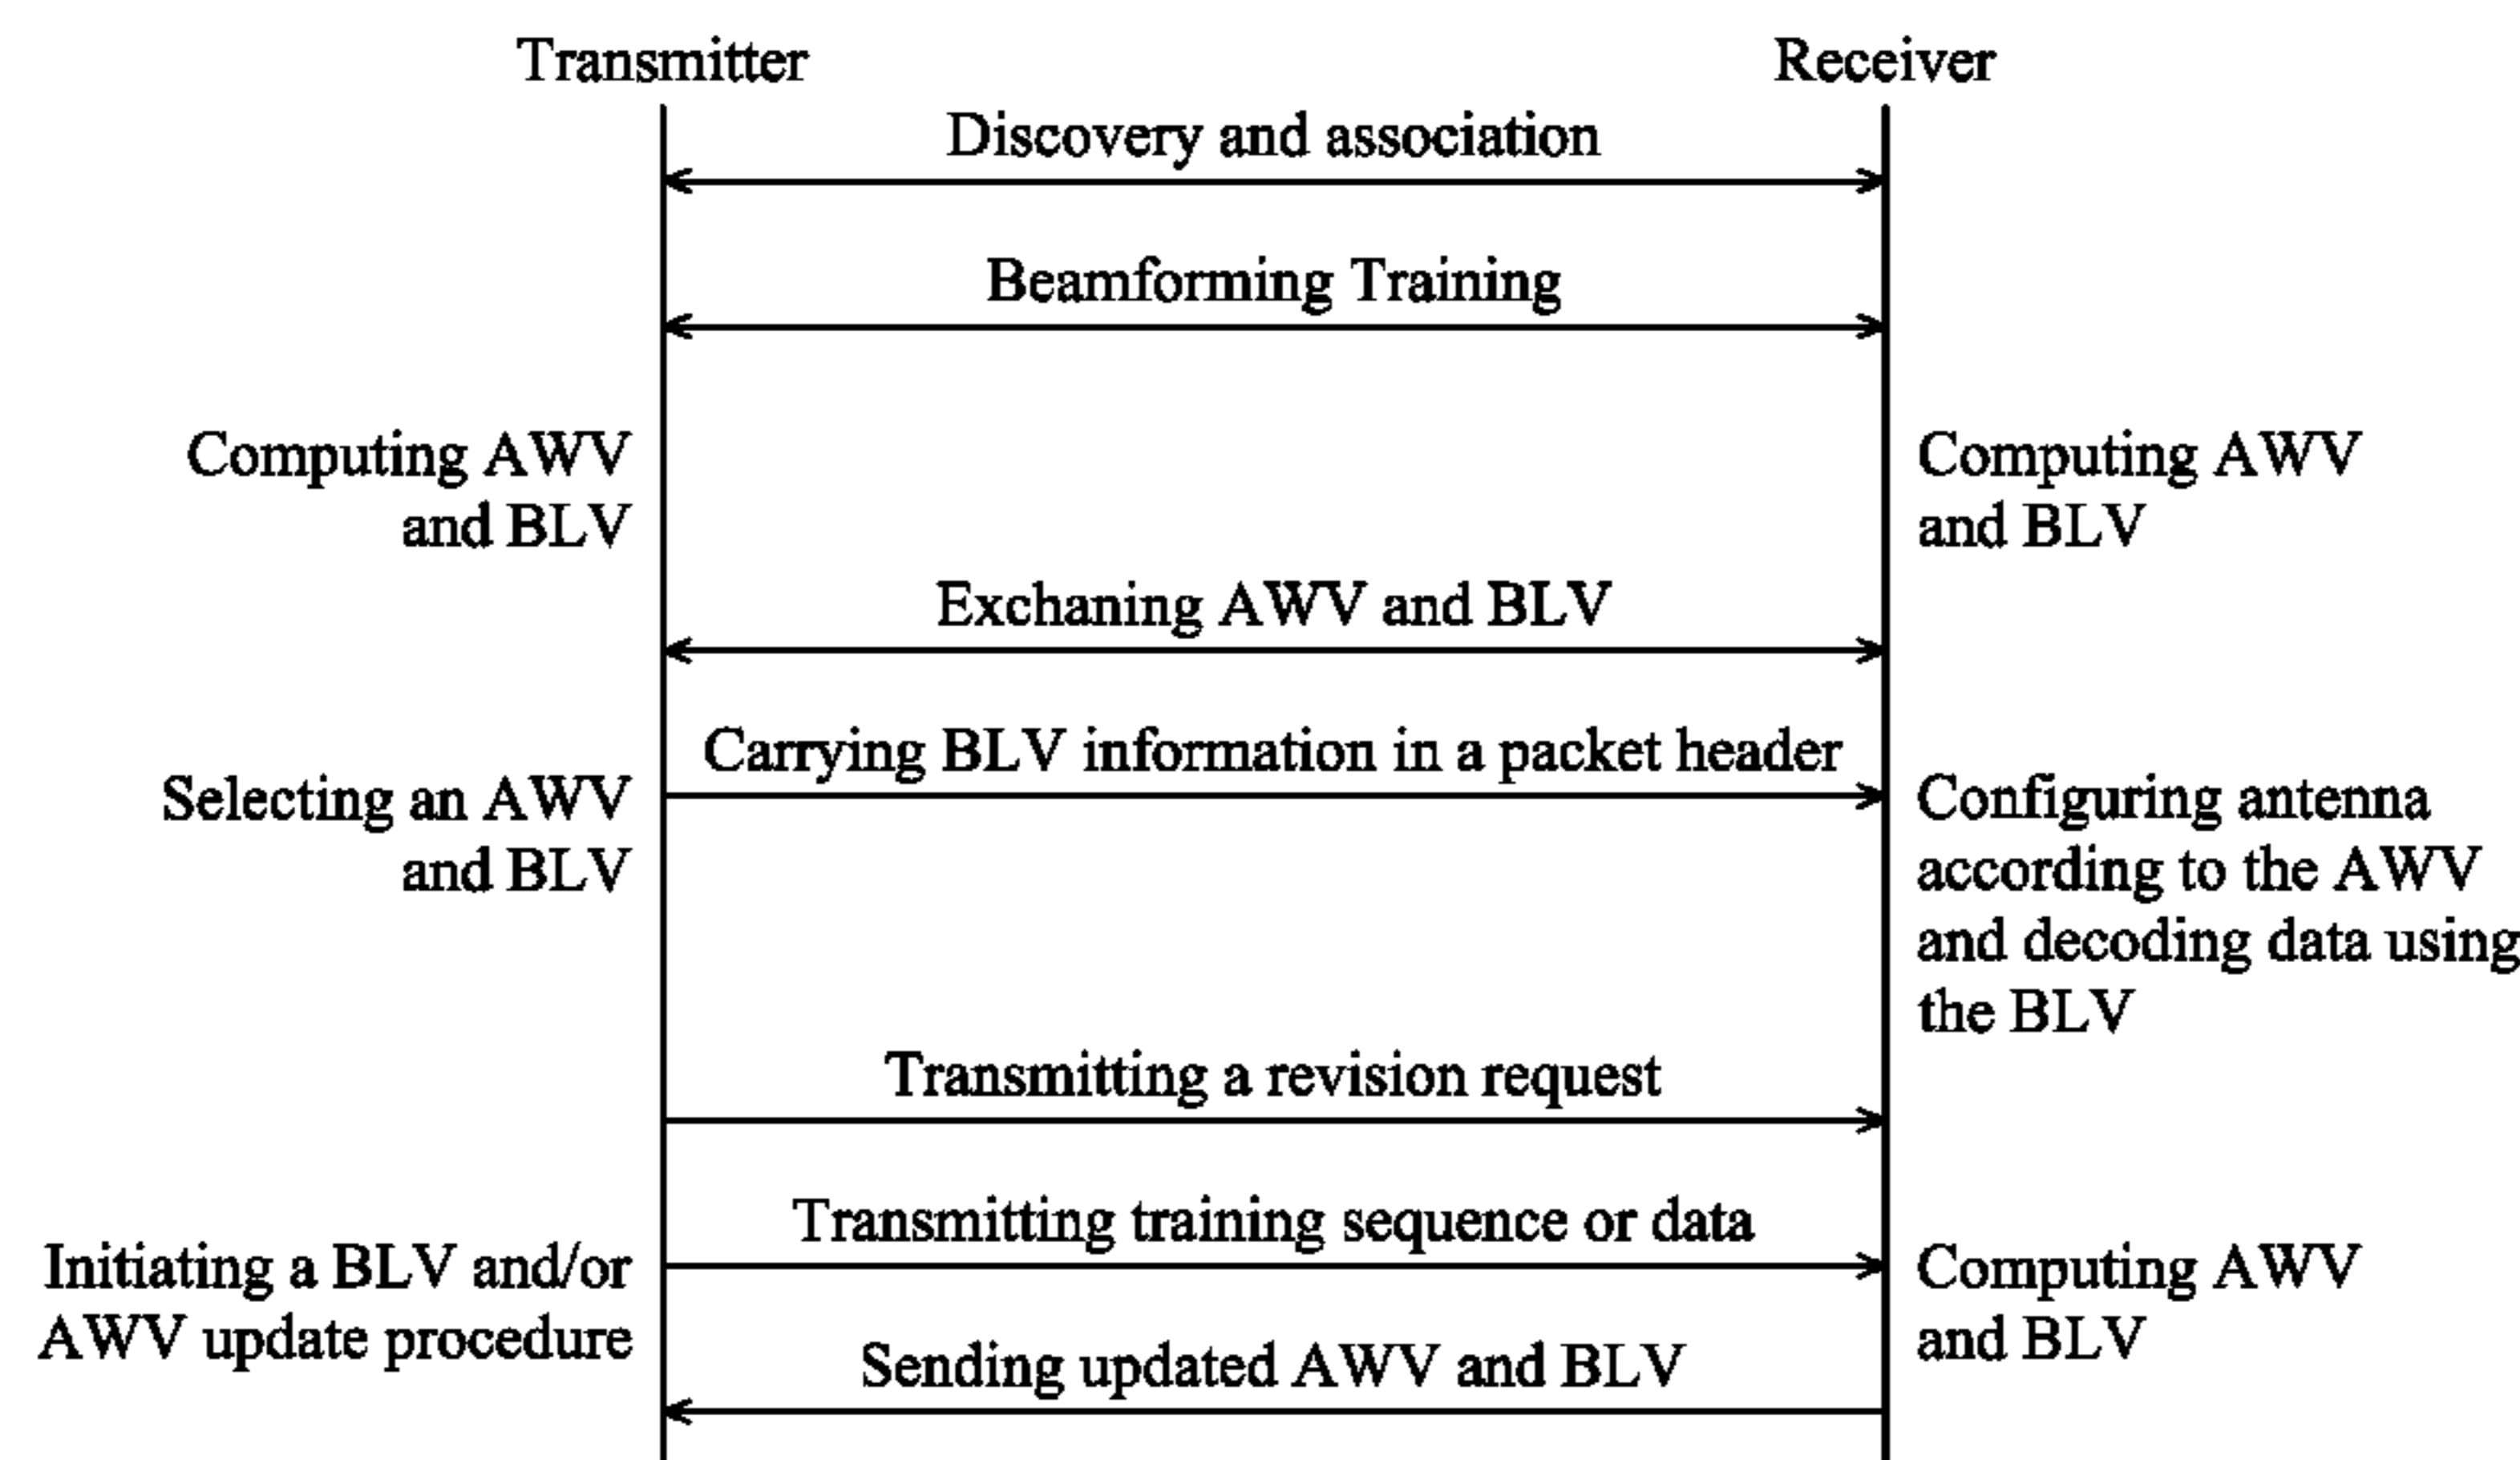 Transmitter
Receiver
Discovery and association
Beamforming Training
Computing AWV
and BLV
Computing AWV
and BLV
Exchaning AWV and BLV
Carrying BLV information in a packet header
Selecting an AWV
and BLV
Configuring antenna
according to the AWV
and decoding data using
the BLV
Transmitting a revision request
Transmitting training sequence or data
Initiating a BLV and/or
AWV update procedure
Computing AWV
and BLV
Sending updated AWV and BLV